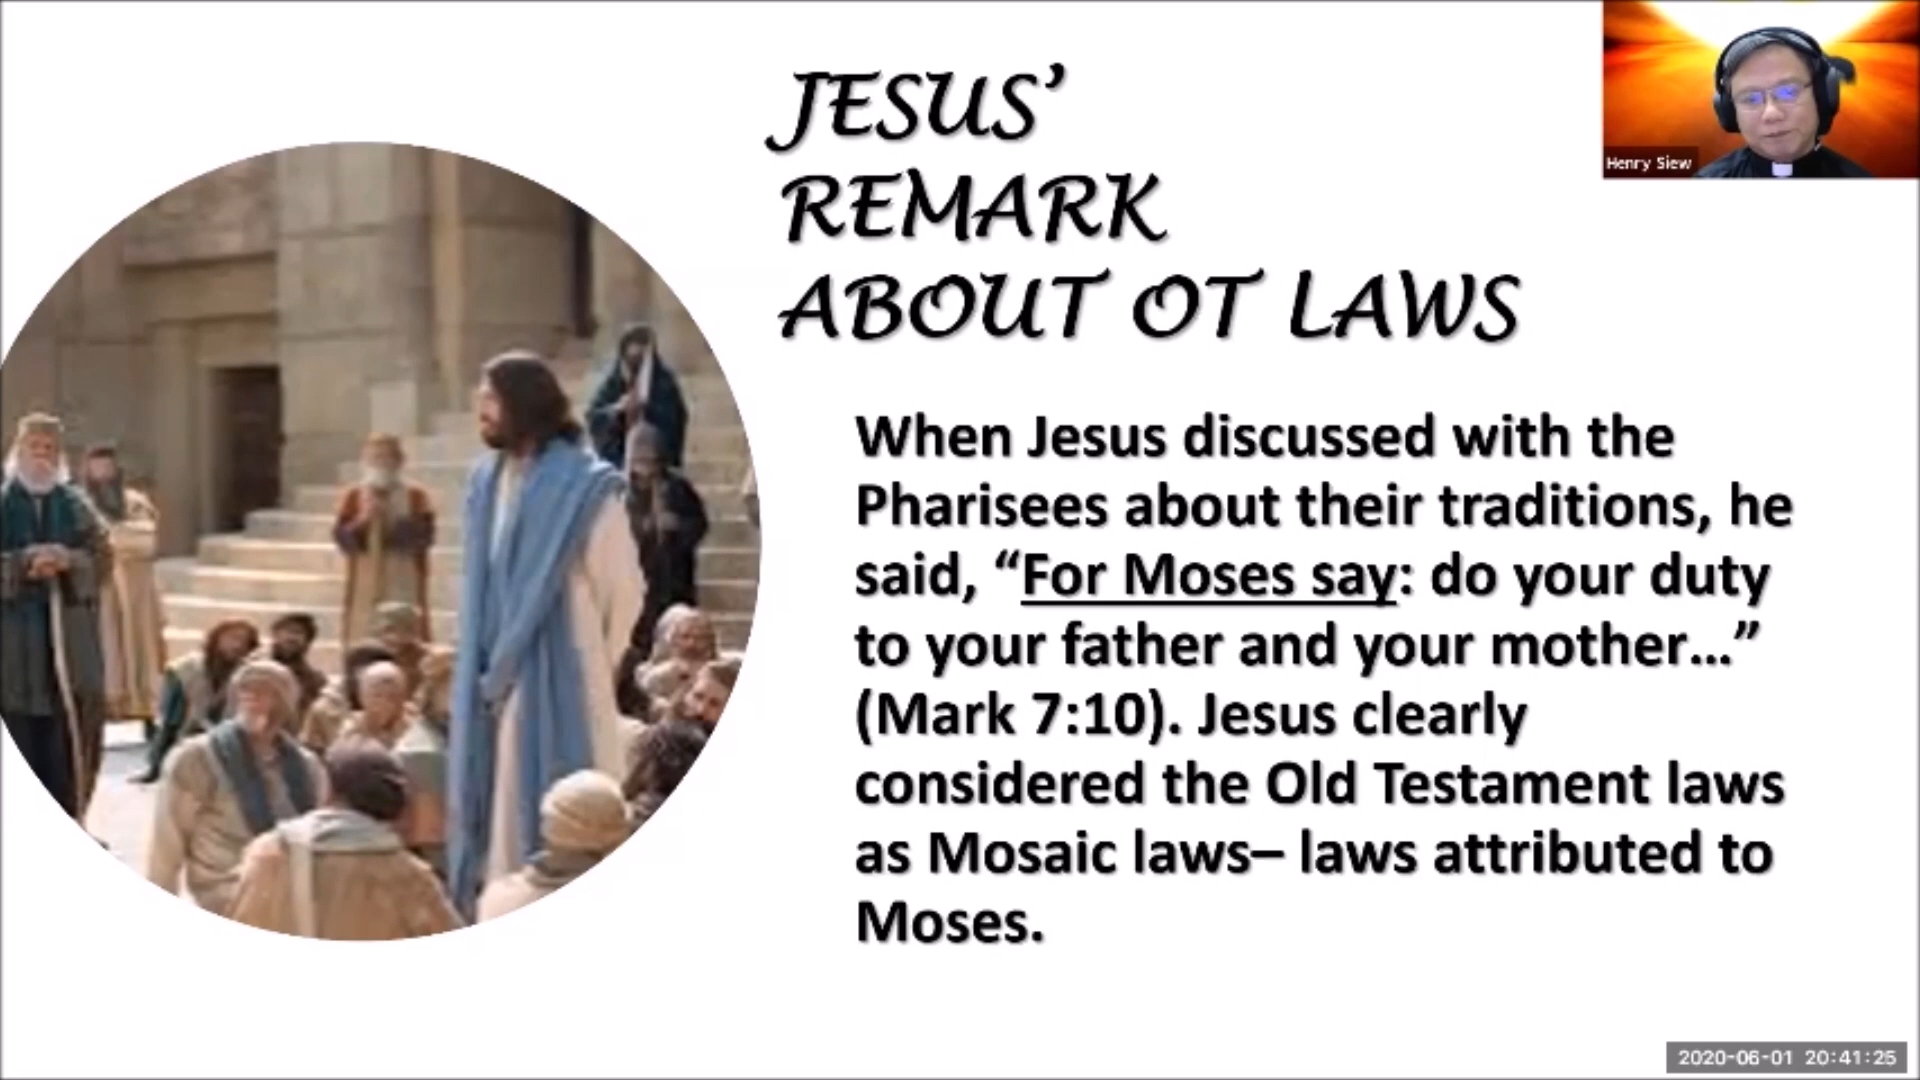 JESUS’
REMARK
ABOUT OT LAWS
Henry Siew
When Jesus discussed with the
Pharisees about their traditions, he
said, “For Moses say: do your duty
to your father and your mother…”
(Mark 7:10). Jesus clearly
considered the Old Testament laws
as Mosaic laws– laws attributed to
Moses.
2020-06-01 20:41:25